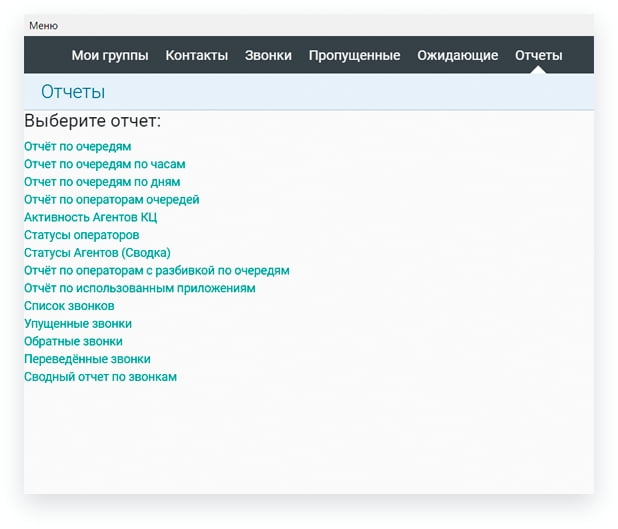 Меню
Мои группы Контакты Звонки Пропущенные Ожидающие Отчеты
Отчеты
Выберите отчет:
Отчёт по очередям
Отчет по очередям по часам
Отчет по очередям по дням
Отчёт по операторам очередей
Активность Агентов КЦ
Статусы операторов
Статусы Агентов (Сводка)
Отчёт по операторам с разбивкой по очередям
Отчёт по использованным приложениям
Список звонков
Упущенные звонки
Обратные звонки
Переведённые звонки
Сводный отчет по звонкам